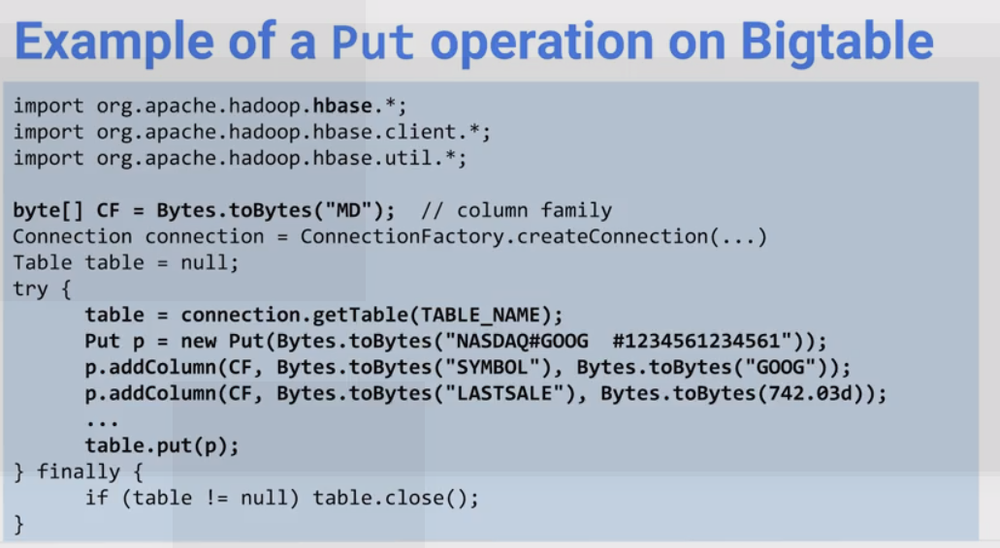 Example of a Put operation on Bigtable
import org.apache.hadoop.hbase.*;
import org.apache.hadoop.hbase.client.*;
import org.apache.hadoop.hbase.util.*;
byte[] CF = Bytes.toBytes("MD");  // column family
Connection connection = ConnectionFactory.createConnection(...)
Table table = null;
try {
      table = connection.getTable(TABLE_NAME);
      Put p = new Put(Bytes.toBytes("NASDAQ#GOOG  #1234561234561"));
      p.addColumn(CF, Bytes.toBytes("SYMBOL"), Bytes.toBytes("GOOG"));
      p.addColumn(CF, Bytes.toBytes("LASTSALE"), Bytes.toBytes(742.03d));
      ...
      table.put(p);
} finally {
      if (table != null) table.close();
}